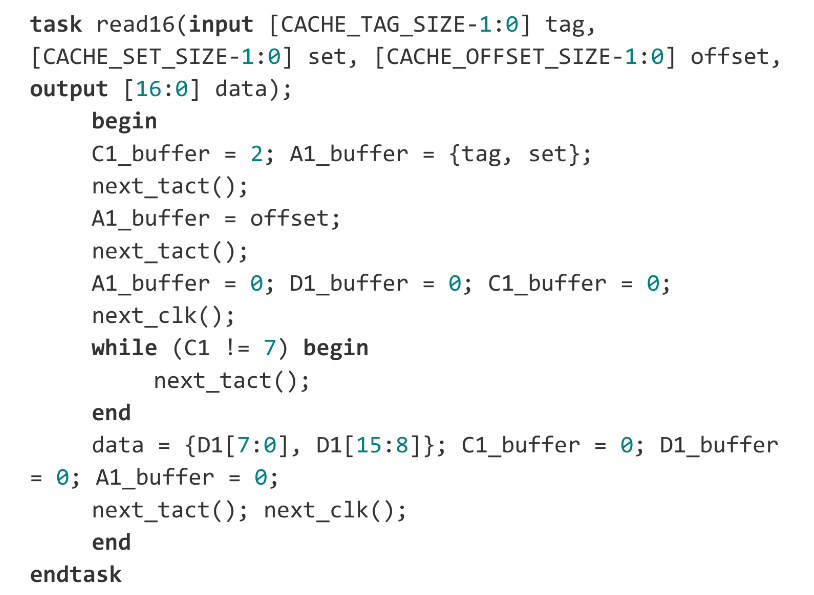 task read16(input [CACHE_TAG_SIZE-1:0] tag,
[CACHE_SET_SIZE-1:0] set, [CACHE_OFFSET_SIZE-1:0] offset,
output [16:0] data);
begin
C1_buffer = 2; A1_buffer = {tag, set};
next_tact();
A1_buffer = offset;
next_tact();
A1_buffer = 0; D1_buffer = 0; C1_buffer = 0;
next_clk();
while (C1 != 7) begin
next_tact();
end
data = {D1[7:0], D1[15:8]}; C1_buffer = 0; D1_buffer
= 0; A1_buffer = 0;
next_tact(); next_clk();
end
endtask